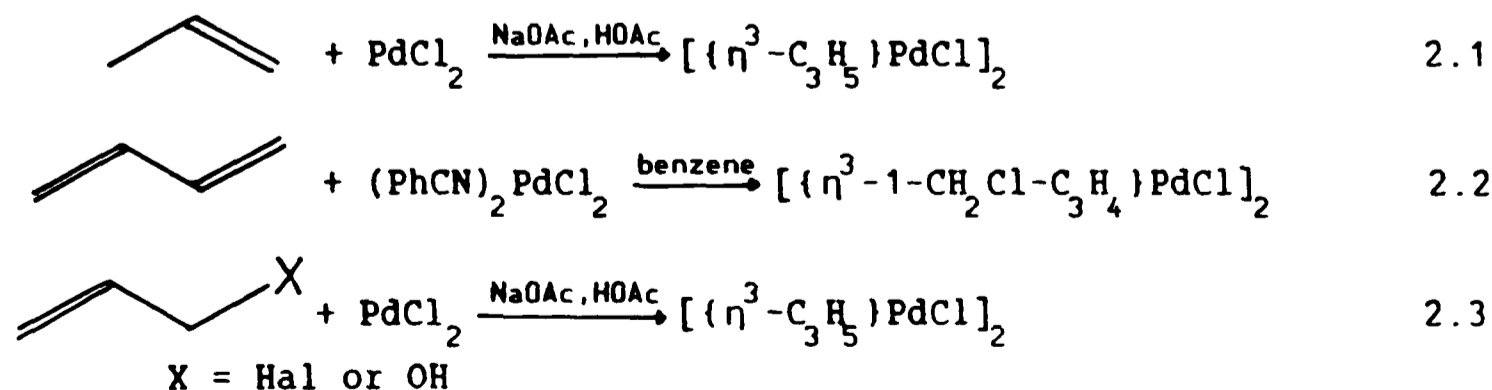 + PdCl₂ NaOAc, HOAc [{η³-C₃H₅}PdCl]₂ 2.1
+ (PhCN)₂PdCl₂ benzene [{η³-1-CH₂Cl-C₃H₄}PdCl]₂ 2.2
X + PdCl₂ NaOAc, HOAc [{η³-C₃H₅}PdCl]₂ 2.3
X = Hal or OH